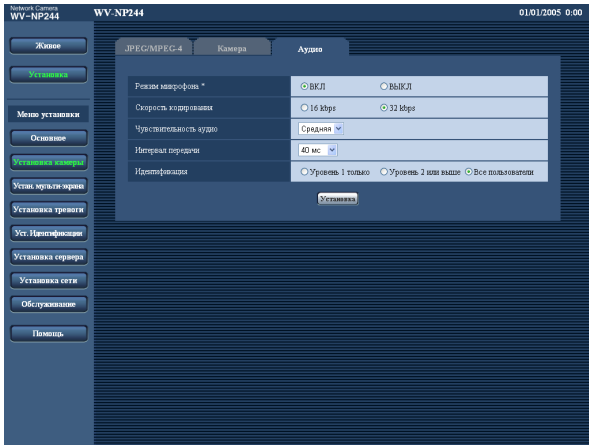 Network Camera
WV-NP244
WV-NP244
01/01/2005 0:00
Живое
Установка
Меню установки
Основное
Установка камеры
Устан. мульти-экрана
Установка тревоги
Уст. Идентификации
Установка сервера
Установка сети
Обслуживание
Помощь
JPEG/MPEG-4 Камера Аудио
Режим микрофона * ВКЛ ВЫКЛ
Скорость кодирования 16 kbps 32 kbps
Чувствительность аудио Средняя
Интервал передачи 40 мс
Идентификация Уровень 1 только Уровень 2 или выше Все пользователи
Установка